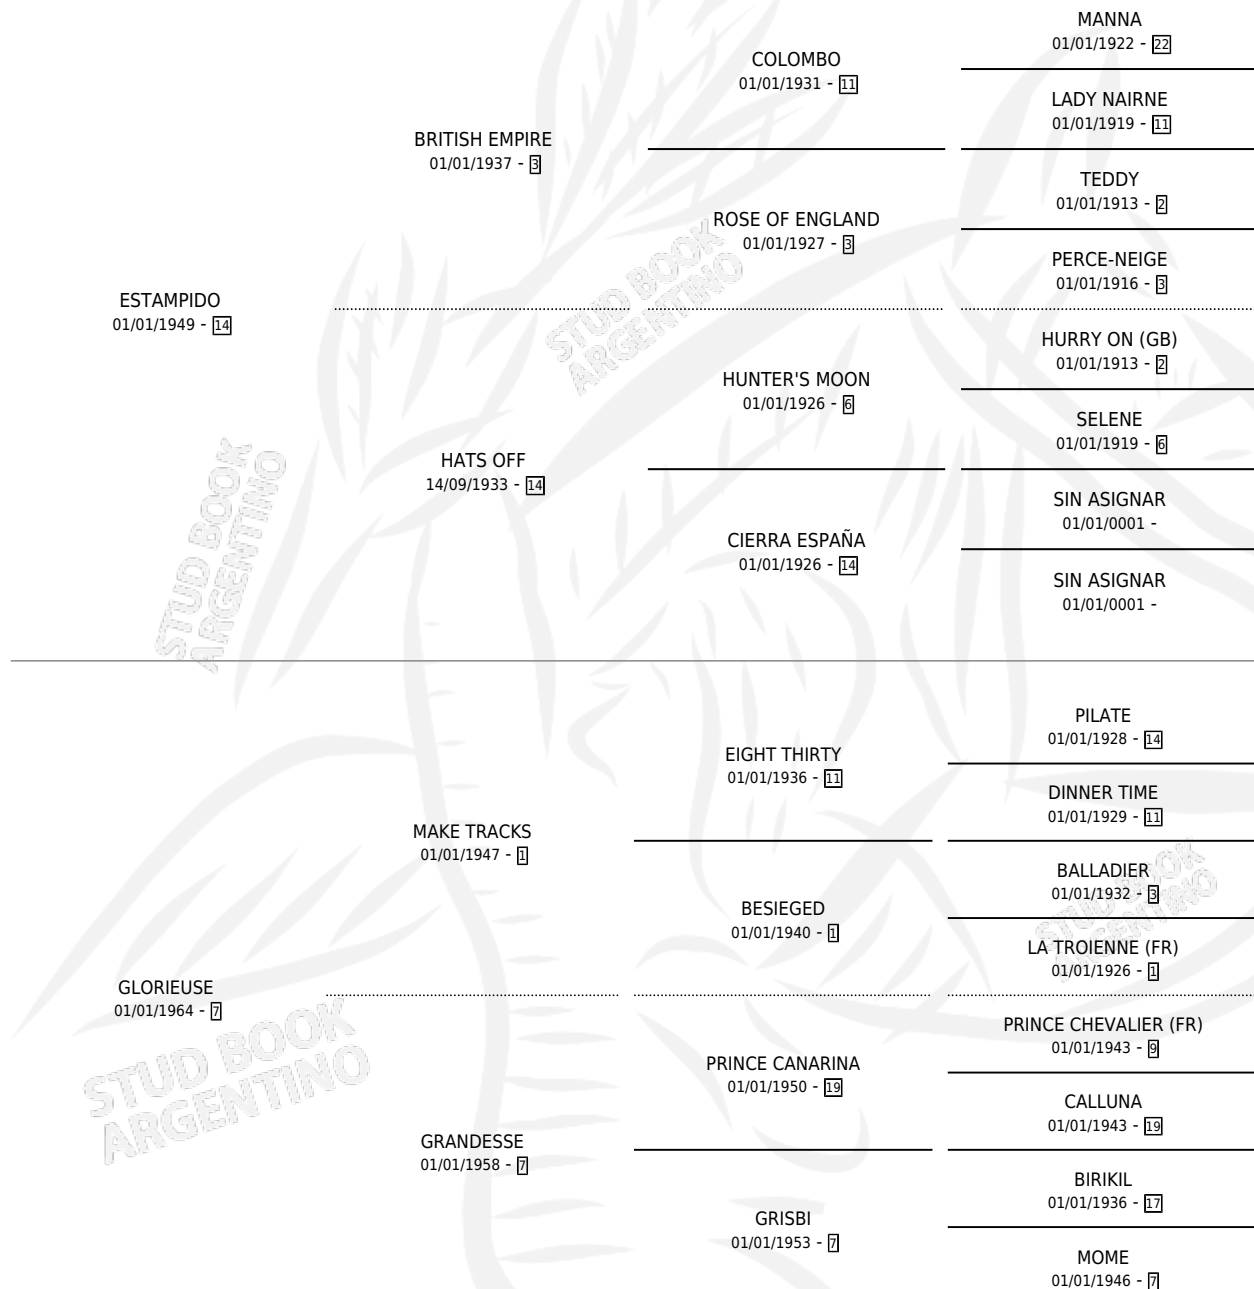 MANNA
01/01/1922 - 22
COLOMBO
01/01/1931 - 11
LADY NAIRNE
01/01/1919 - 11
BRITISH EMPIRE
01/01/1937 - 3
TEDDY
01/01/1913 - 2
ROSE OF ENGLAND
01/01/1927 - 3
PERCE-NEIGE
01/01/1916 - 3
ESTAMPIDO
01/01/1949 - 14
STUD BOOK
ARGENTINO
HURRY ON (GB)
01/01/1913 - 2
HUNTER'S MOON
01/01/1926 - 6
SELENE
01/01/1919 - 6
HATS OFF
14/09/1933 - 14
SIN ASIGNAR
01/01/0001 -
CIERRA ESPAÑA
01/01/1926 - 14
SIN ASIGNAR
01/01/0001 -
STUD BOOK
ARGENTINO
PILATE
01/01/1928 - 14
EIGHT THIRTY
01/01/1936 - 11
DINNER TIME
01/01/1929 - 11
MAKE TRACKS
01/01/1947 - 1
BALLADIER
01/01/1932 - 3
BESIEGED
01/01/1940 - 1
LA TROIENNE (FR)
01/01/1926 - 1
STUD BOOK
ARGENTINO
GLORIEUSE
01/01/1964 - 7
PRINCE CHEVALIER (FR)
01/01/1943 - 9
PRINCE CANARINA
01/01/1950 - 19
CALLUNA
01/01/1943 - 19
STUD BOOK
ARGENTINO
GRANDESSE
01/01/1958 - 7
BIRIKIL
01/01/1936 - 17
GRISBI
01/01/1953 - 7
MOME
01/01/1946 - 7